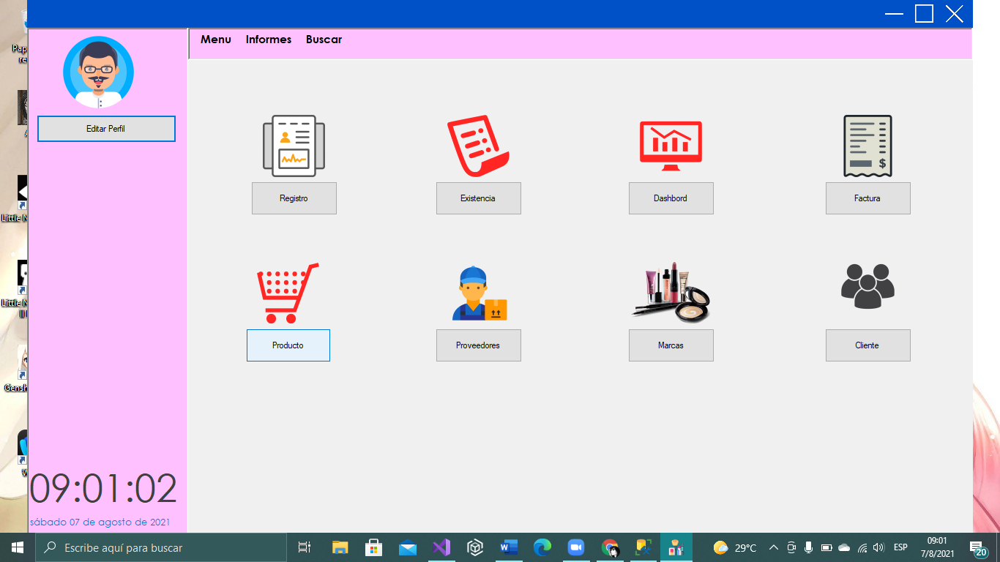 Menu Informes Buscar
Editar Perfil
Registro Existencia Dashbord Factura
Producto Proveedores Marcas Cliente
09:01:02
sábado 07 de agosto de 2021
Pap
re
Little N
Little N
II
Gensh
Escribe aquí para buscar
29°C
ESP
09:01
7/8/2021
20
$